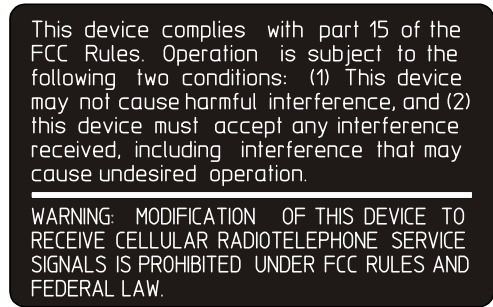 This device complies with part 15 of the
FCC Rules. Operation is subject to the
following two conditions: (1) This device
may not cause harmful interference, and (2)
this device must accept any interference
received, including interference that may
cause undesired operation.
WARNING: MODIFICATION OF THIS DEVICE TO
RECEIVE CELLULAR RADIOTELEPHONE SERVICE
SIGNALS IS PROHIBITED UNDER FCC RULES AND
FEDERAL LAW.